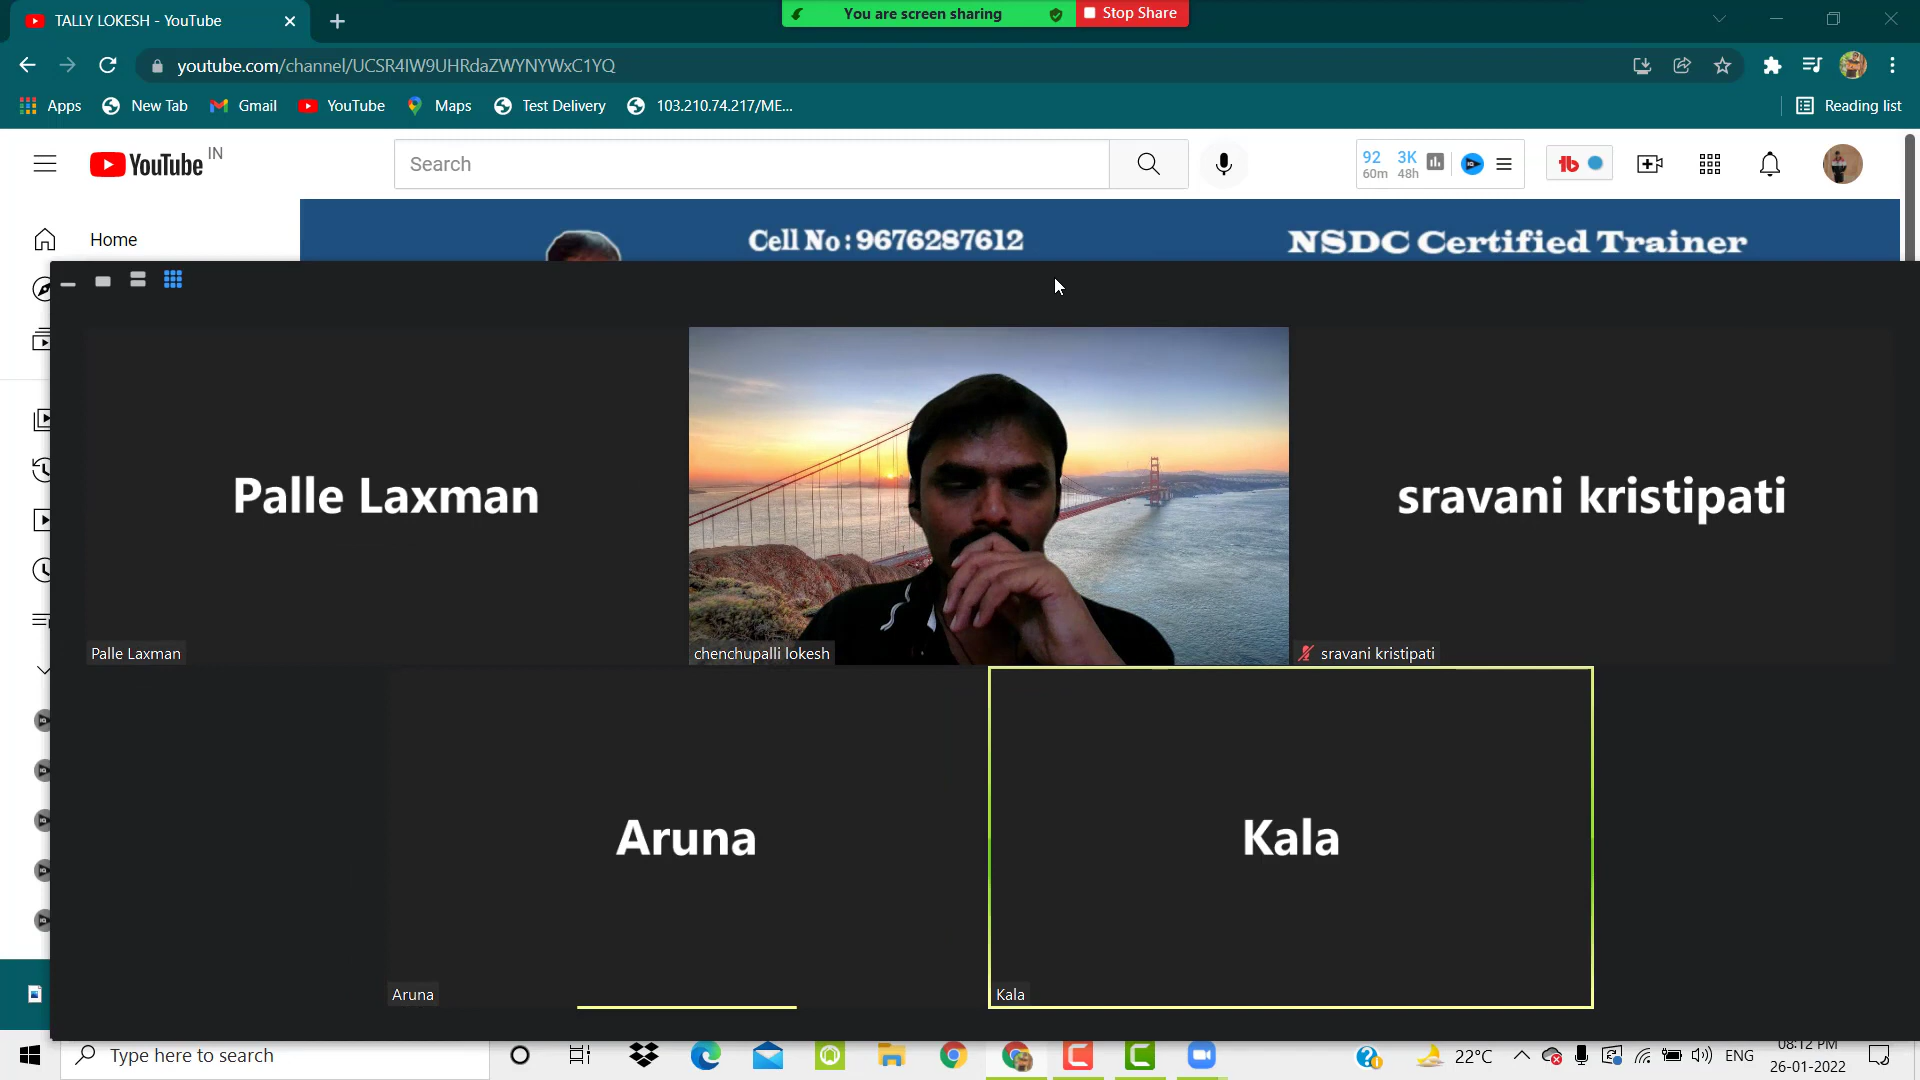 TALLY LOKESH - YouTube
You are screen sharing
Stop Share
youtube.com/channel/UCSR4IW9UHRdaZWYNYWxC1YQ
Apps
New Tab
Gmail
YouTube
Maps
Test Delivery
103.210.74.217/ME...
Reading list
YouTube IN
Search
92 3K
60m 48h
Home
Cell No : 9676287612
NSDC Certified Trainer
Palle Laxman
sravani kristipati
Palle Laxman
chenchupalli lokesh
sravani kristipati
Aruna
Kala
Aruna
Kala
Type here to search
22°C
ENG
08:12 PM
26-01-2022